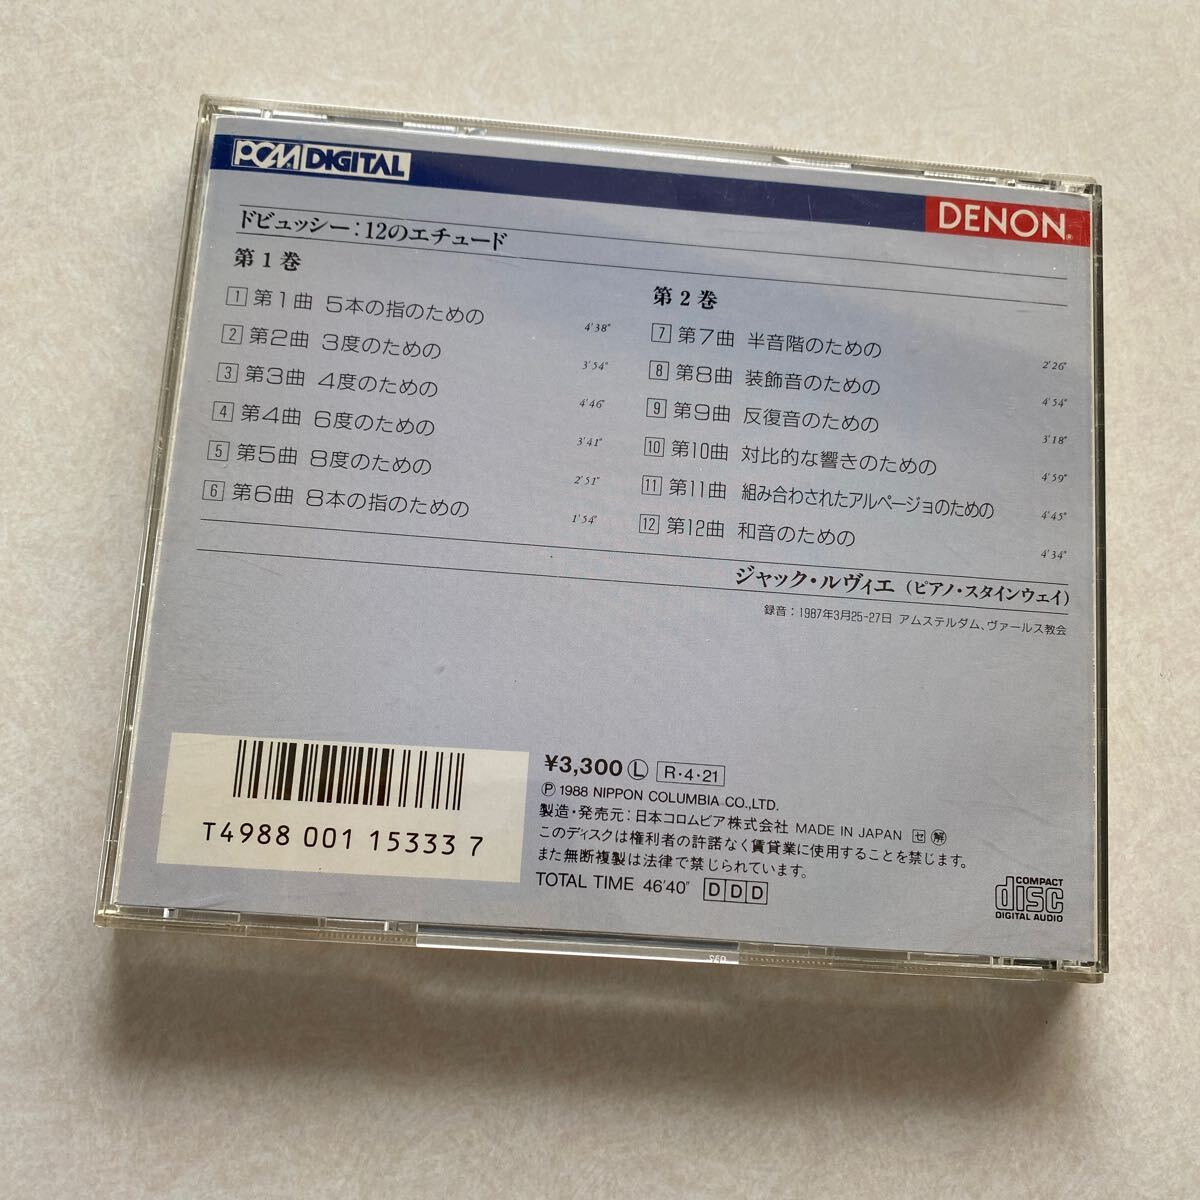 PCM DIGITAL
DENON
ドビュッシー：12のエチュード
第1巻
1 第1曲 5本の指のための 4'38"
2 第2曲 3度のための 3'54"
3 第3曲 4度のための 4'46"
4 第4曲 6度のための 3'41"
5 第5曲 8度のための 2'51"
6 第6曲 8本の指のための 1'54"
第2巻
7 第7曲 半音階のための 2'26"
8 第8曲 装飾音のための 4'54"
9 第9曲 反復音のための 3'18"
10 第10曲 対比的な響きのための 4'59"
11 第11曲 組み合わされたアルページョのための 4'45"
12 第12曲 和音のための 4'34"
ジャック・ルヴィエ（ピアノ・スタインウェイ）
録音：1987年3月25-27日 アムステルダム、ヴァールス教会
T4988 001 15333 7
¥3,300 Ⓛ R・4・21
Ⓟ 1988 NIPPON COLUMBIA CO.,LTD.
製造・発売元：日本コロムビア株式会社 MADE IN JAPAN セ 解
このディスクは権利者の許諾なく賃貸業に使用することを禁じます。
また無断複製は法律で禁じられています。
TOTAL TIME 46'40" DDD
COMPACT
disc
DIGITAL AUDIO